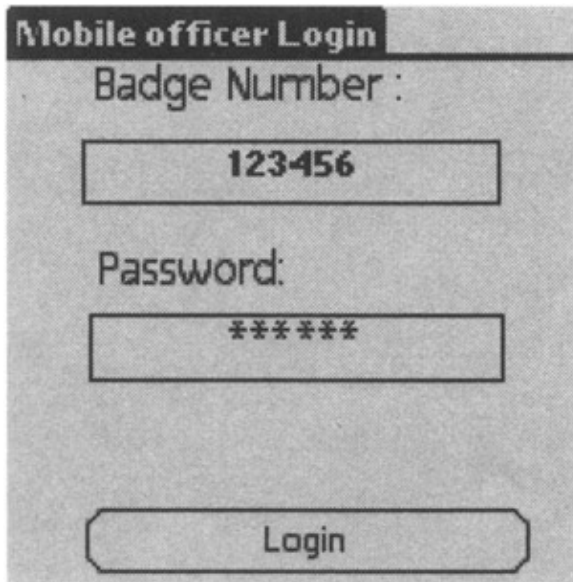 Mobile officer Login
Badge Number :
123456
Password:
******
Login